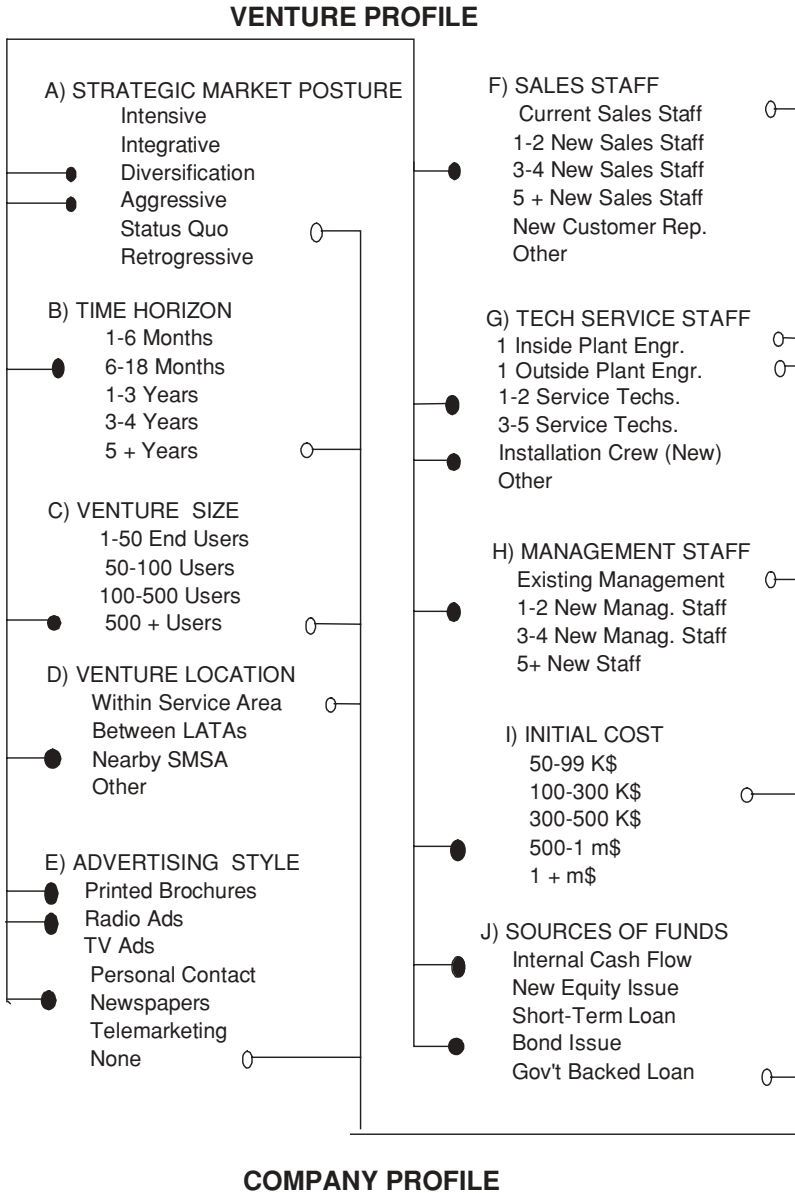 VENTURE PROFILE
A) STRATEGIC MARKET POSTURE
Intensive
Integrative
Diversification
Aggressive
Status Quo
Retrogressive
B) TIME HORIZON
1-6 Months
6-18 Months
1-3 Years
3-4 Years
5 + Years
C) VENTURE SIZE
1-50 End Users
50-100 Users
100-500 Users
500 + Users
D) VENTURE LOCATION
Within Service Area
Between LATAs
Nearby SMSA
Other
E) ADVERTISING STYLE
Printed Brochures
Radio Ads
TV Ads
Personal Contact
Newspapers
Telemarketing
None
F) SALES STAFF
Current Sales Staff
1-2 New Sales Staff
3-4 New Sales Staff
5 + New Sales Staff
New Customer Rep.
Other
G) TECH SERVICE STAFF
1 Inside Plant Engr.
1 Outside Plant Engr.
1-2 Service Techs.
3-5 Service Techs.
Installation Crew (New)
Other
H) MANAGEMENT STAFF
Existing Management
1-2 New Manag. Staff
3-4 New Manag. Staff
5+ New Staff
I) INITIAL COST
50-99 K$
100-300 K$
300-500 K$
500-1 m$
1 + m$
J) SOURCES OF FUNDS
Internal Cash Flow
New Equity Issue
Short-Term Loan
Bond Issue
Gov't Backed Loan
COMPANY PROFILE